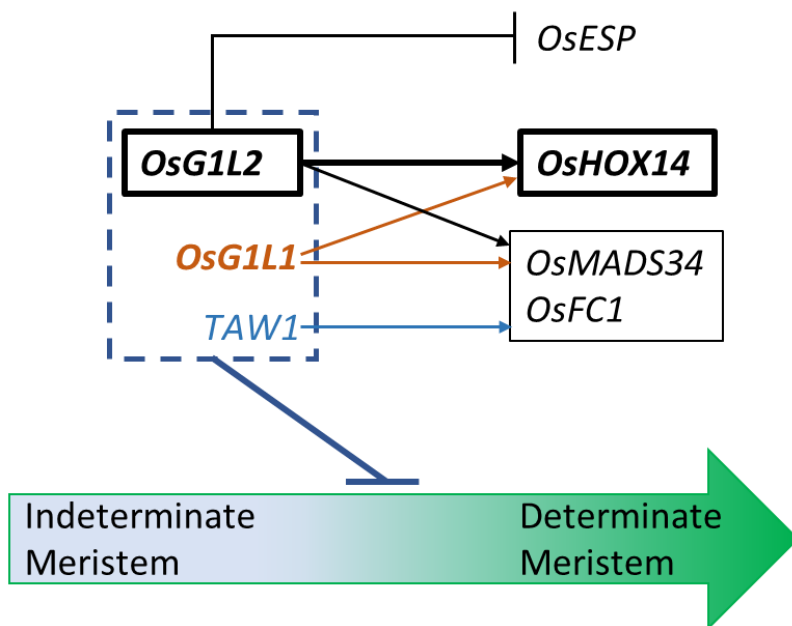 OsESP
OsG1L2
OsHOX14
OsG1L1
OsMADS34
OsFC1
TAW1
Indeterminate
Meristem
Determinate
Meristem